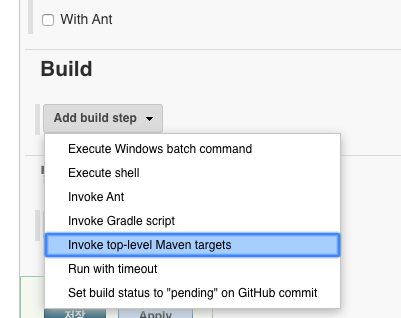 With Ant
Build
Add build step
Execute Windows batch command
Execute shell
Invoke Ant
Invoke Gradle script
Invoke top-level Maven targets
Run with timeout
Set build status to "pending" on GitHub commit
저장
Apply